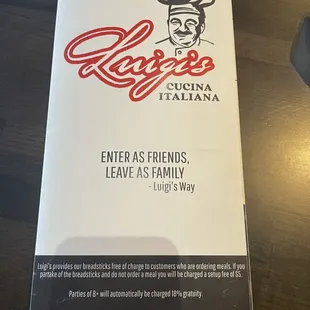 Luigi's
CUCINA
ITALIANA
ENTER AS FRIENDS,
LEAVE AS FAMILY
- Luigi's Way
Luigi's provides our breadsticks free of charge to customers who are ordering meals. If you
partake of the breadsticks and do not order a meal you will be charged a setup fee of $5.
Parties of 8+ will automatically be charged 18% gratuity.